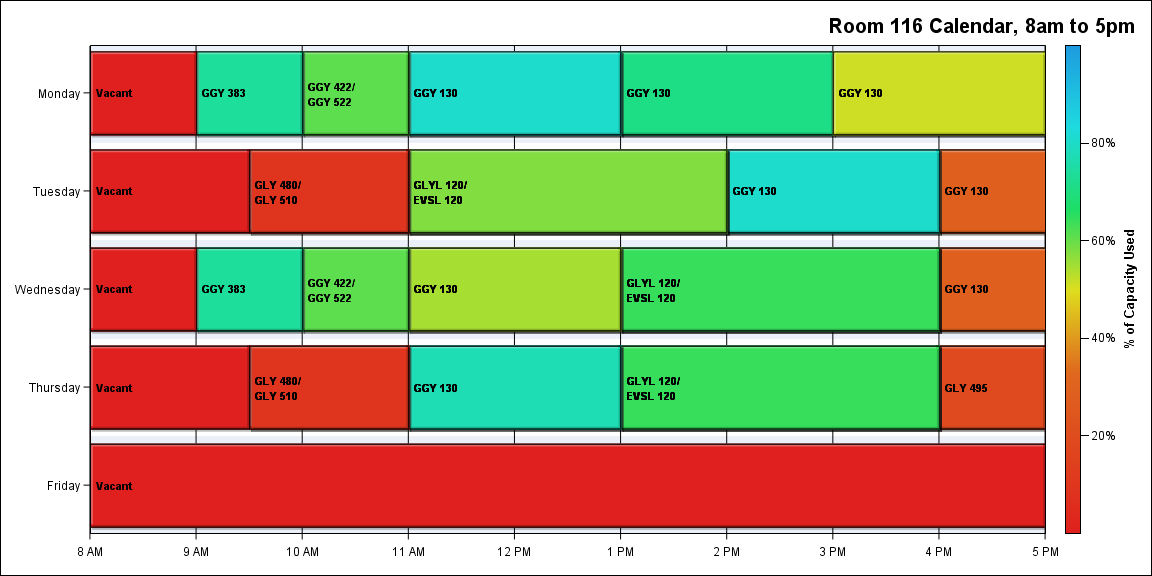 Room 116 Calendar, 8am to 5pm
Monday
Vacant
GGY 383
GGY 422/
GGY 522
GGY 130
GGY 130
GGY 130
Tuesday
Vacant
GLY 480/
GLY 510
GLYL 120/
EVSL 120
GGY 130
GGY 130
Wednesday
Vacant
GGY 383
GGY 422/
GGY 522
GGY 130
GLYL 120/
EVSL 120
GGY 130
Thursday
Vacant
GLY 480/
GLY 510
GGY 130
GLYL 120/
EVSL 120
GLY 495
Friday
Vacant
8 AM
9 AM
10 AM
11 AM
12 PM
1 PM
2 PM
3 PM
4 PM
5 PM
80%
60%
40%
20%
% of Capacity Used